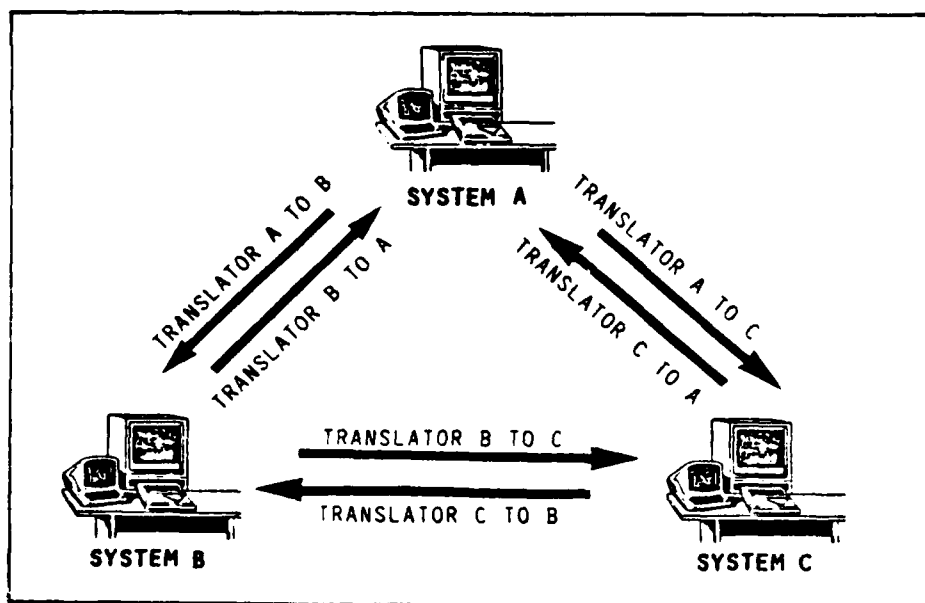 SYSTEM A
TRANSLATOR A TO B
TRANSLATOR B TO A
TRANSLATOR A TO C
TRANSLATOR C TO A
TRANSLATOR B TO C
TRANSLATOR C TO B
SYSTEM B
SYSTEM C